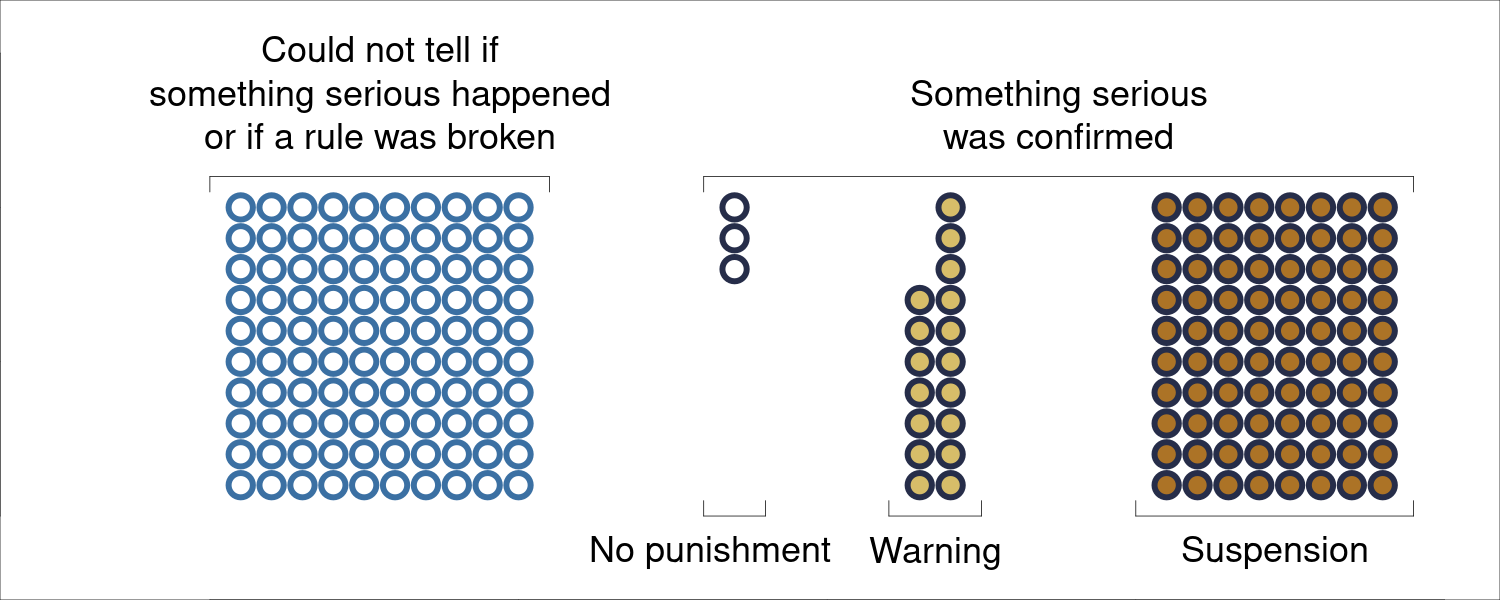 Could not tell if
something serious happened
or if a rule was broken
Something serious
was confirmed
No punishment
Warning
Suspension